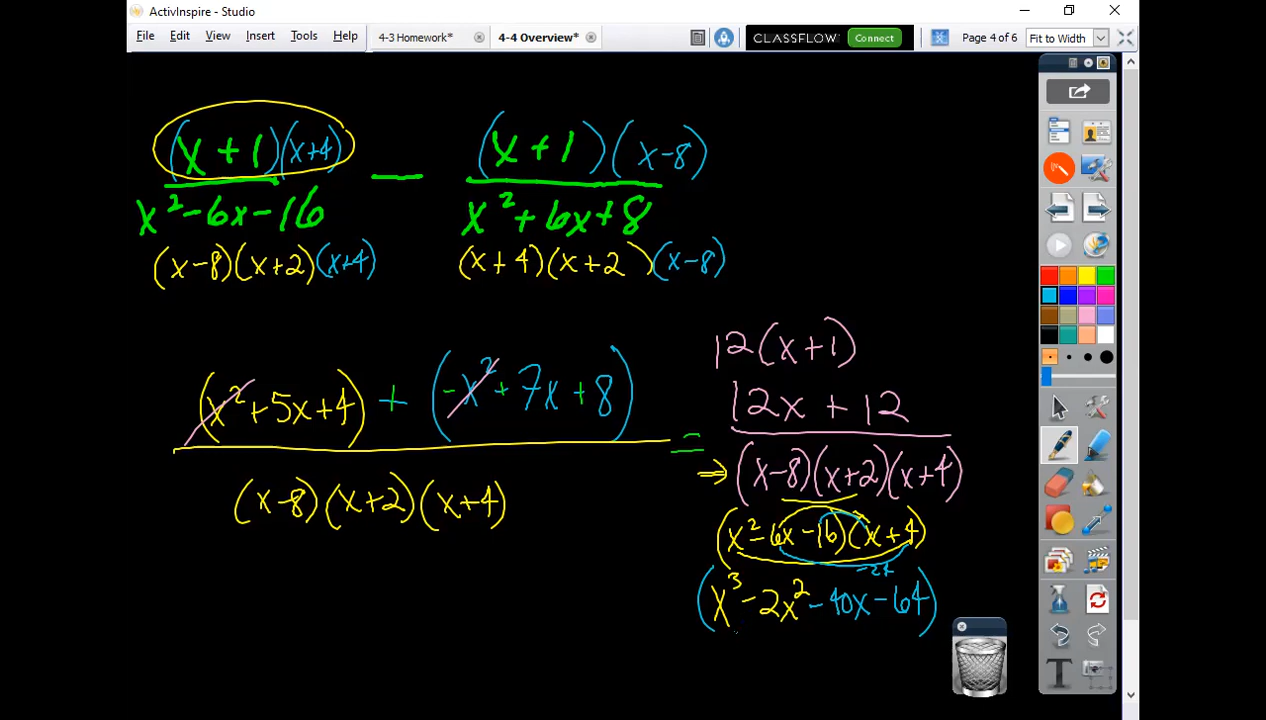 ActivInspire - Studio
File Edit View Insert Tools Help 4-3 Homework* 4-4 Overview* CLASSFLOW Connect Page 4 of 6 Fit to Width
(x+1)(x+4) — (x+1)(x-8)
x²-6x-16 x²+6x+8
(x-8)(x+2)(x+4) (x+4)(x+2)(x-8)
12(x+1)
(x²+5x+4) + (-x²+7x+8) = 12x+12
(x-8)(x+2)(x+4) ⇒ (x-8)(x+2)(x+4)
(x²-6x-16)(x+4)
-24
(x³-2x²-40x-64)
T